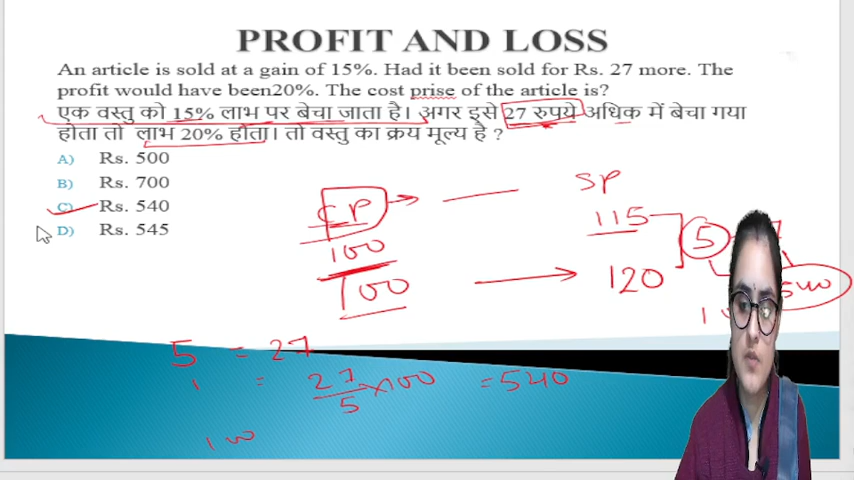 PROFIT AND LOSS
An article is sold at a gain of 15%. Had it been sold for Rs. 27 more. The
profit would have been20%. The cost prise of the article is?
एक वस्तु को 15% लाभ पर बेचा जाता है। अगर इसे 27 रुपये अधिक में बेचा गया
होता तो लाभ 20% होता। तो वस्तु का क्रय मूल्य है ?
A) Rs. 500
B) Rs. 700
C) Rs. 540
D) Rs. 545
CP SP
100 115
100 120
5
540
5 = 27
1 = 27/5 × 100 = 540
100